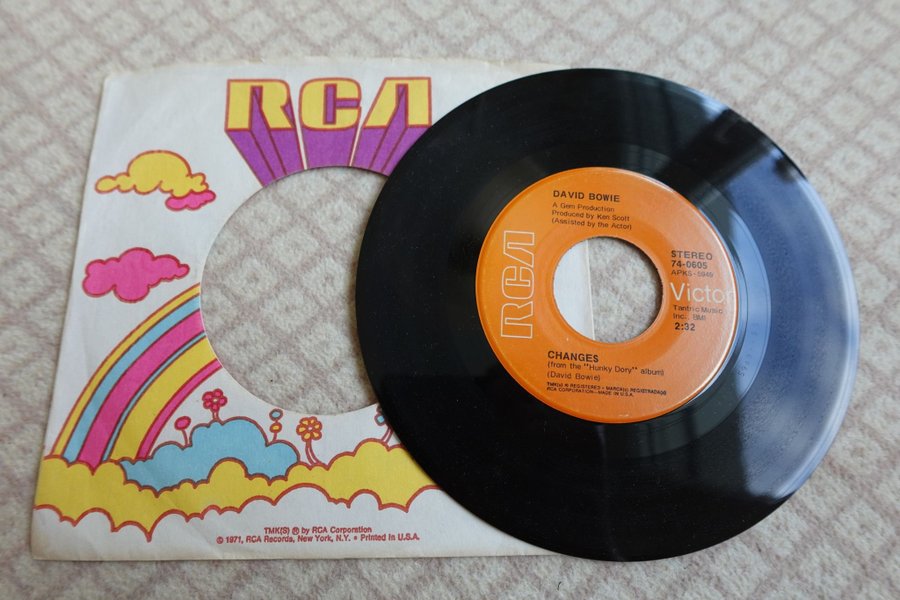 RCA
TMK(S) ® by RCA Corporation
© 1971, RCA Records, New York, N.Y. • Printed in U.S.A.
DAVID BOWIE
A Gem Production
Produced by Ken Scott
(Assisted by the Actor)
RCA
STEREO
74-0605
APKS-5949
Victor
Tantric Music
Inc., BMI
2:32
CHANGES
(from the "Hunky Dory" album)
(David Bowie)
TMK(s) ® REGISTERED • MARCA(s) REGISTRADA(S)
RCA CORPORATION—MADE IN U.S.A.